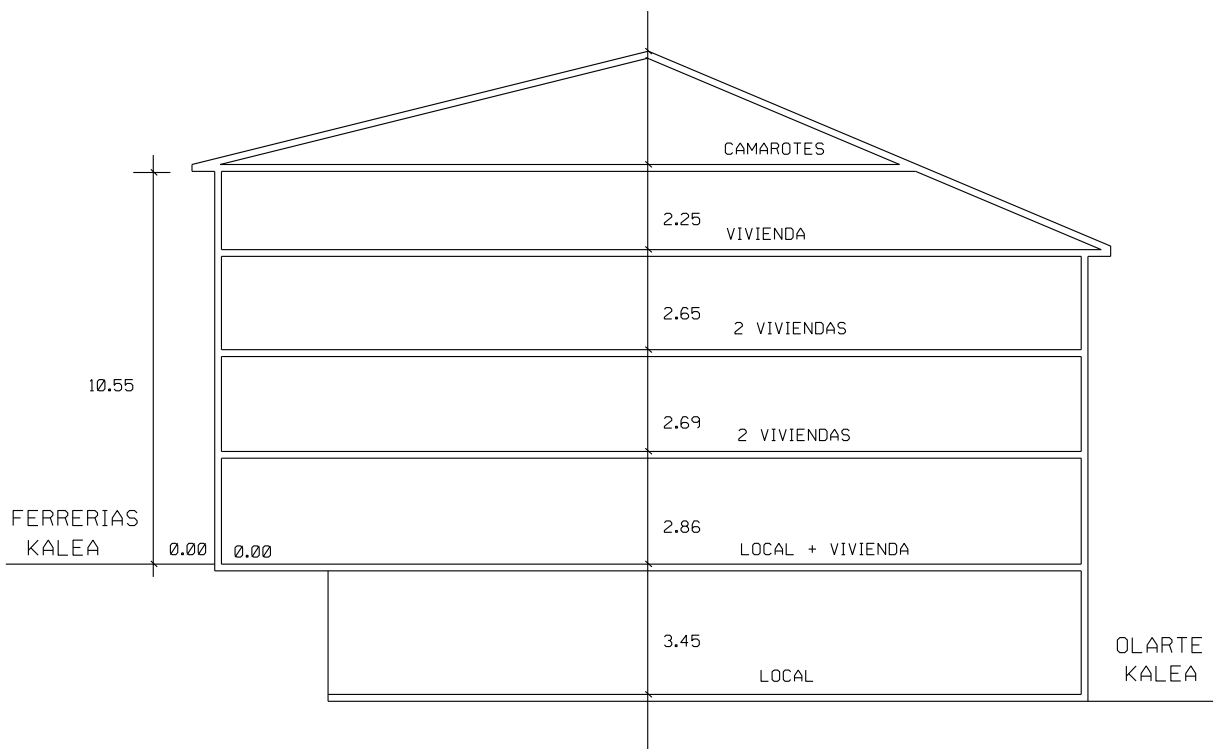 CAMAROTES
2.25
VIVIENDA
2.65
2 VIVIENDAS
10.55
2.69
2 VIVIENDAS
FERRERIAS
KALEA
0.00
0.00
2.86
LOCAL + VIVIENDA
3.45
LOCAL
OLARTE
KALEA